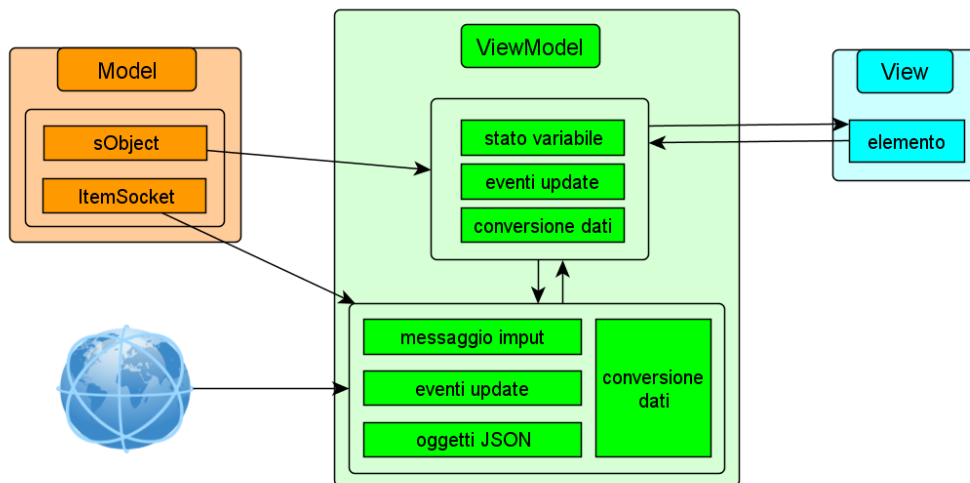 Model
sObject
ItemSocket
ViewModel
stato variabile
eventi update
conversione dati
messaggio imput
eventi update
oggetti JSON
conversione
dati
View
elemento